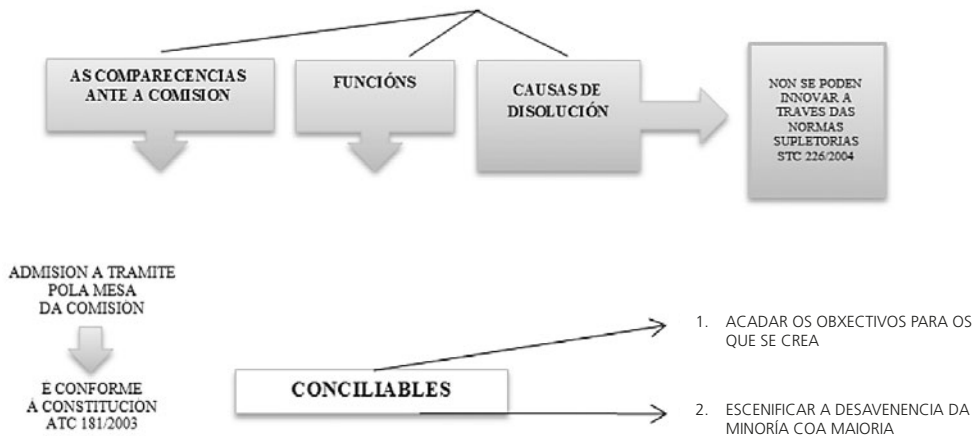 AS COMPARECENCIAS
ANTE A COMISION
FUNCIÓNS
CAUSAS DE
DISOLUCIÓN
NON SE PODEN
INNOVAR A
TRAVES DAS
NORMAS
SUPLETORIAS
STC 226/2004
ADMISION A TRAMITE
POLA MESA
DA COMISION
É CONFORME
Á CONSTITUCIÓN
ATC 181/2003
CONCILIABLES
1. ACADAR OS OBXECTIVOS PARA OS
QUE SE CREA
2. ESCENIFICAR A DESAVENENCIA DA
MINORÍA COA MAIORIA